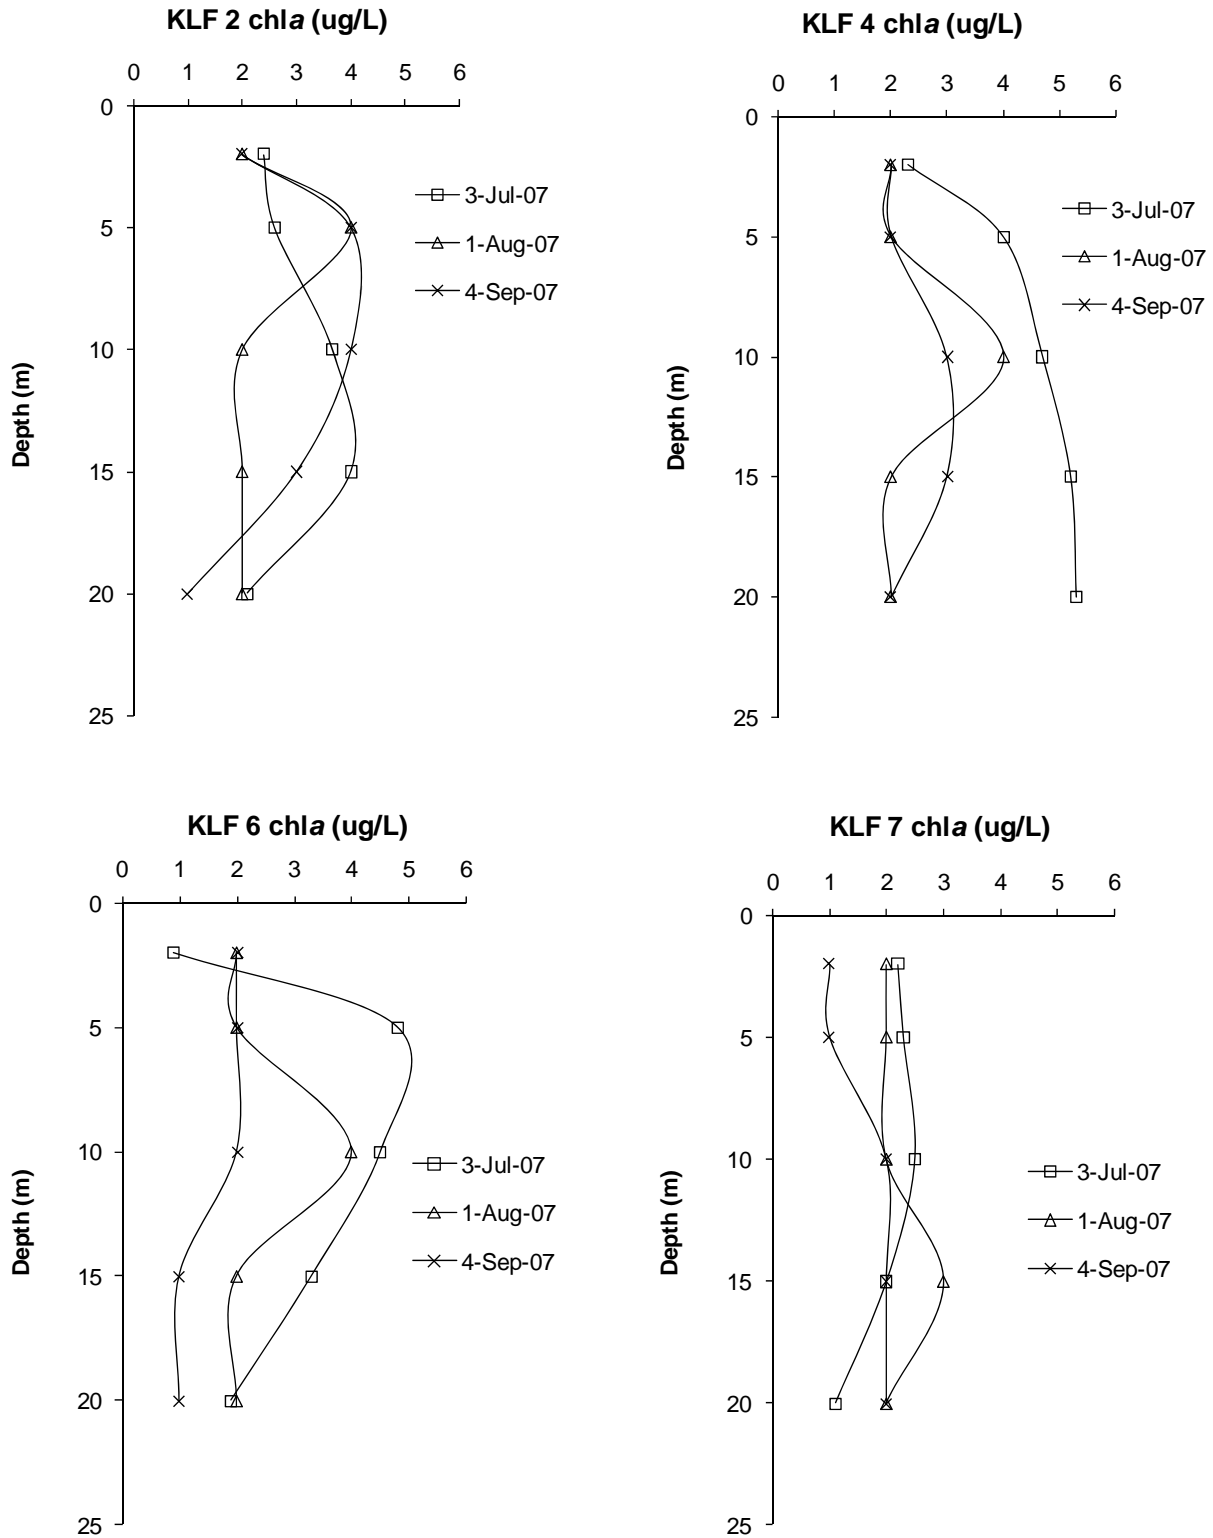 KLF 2 chla (ug/L)
0 1 2 3 4 5 6
0
5
10
15
20
25
Depth (m)
3-Jul-07
1-Aug-07
4-Sep-07
KLF 4 chla (ug/L)
0 1 2 3 4 5 6
0
5
10
15
20
25
Depth (m)
3-Jul-07
1-Aug-07
4-Sep-07
KLF 6 chla (ug/L)
0 1 2 3 4 5 6
0
5
10
15
20
25
Depth (m)
3-Jul-07
1-Aug-07
4-Sep-07
KLF 7 chla (ug/L)
0 1 2 3 4 5 6
0
5
10
15
20
25
Depth (m)
3-Jul-07
1-Aug-07
4-Sep-07